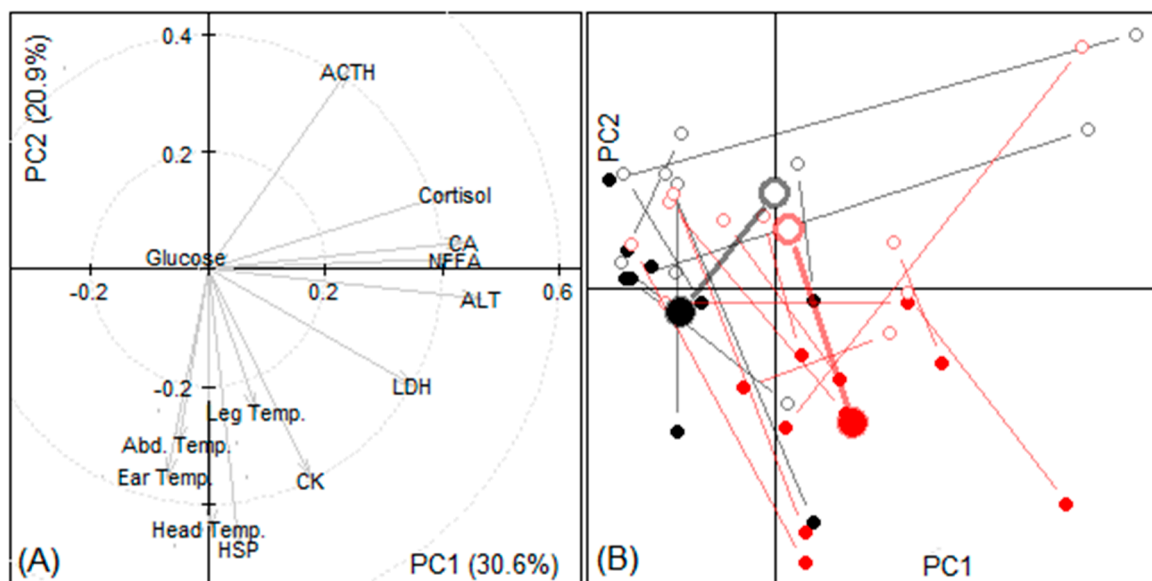 0.4
PC2 (20.9%)
ACTH
0.2
Cortisol
CA
Glucose
NEFA
-0.2
0.2
0.6
ALT
-0.2
LDH
Leg Temp.
Abd. Temp.
Ear Temp.
CK
Head Temp.
HSP
(A)
PC1 (30.6%)
PC2
(B)
PC1